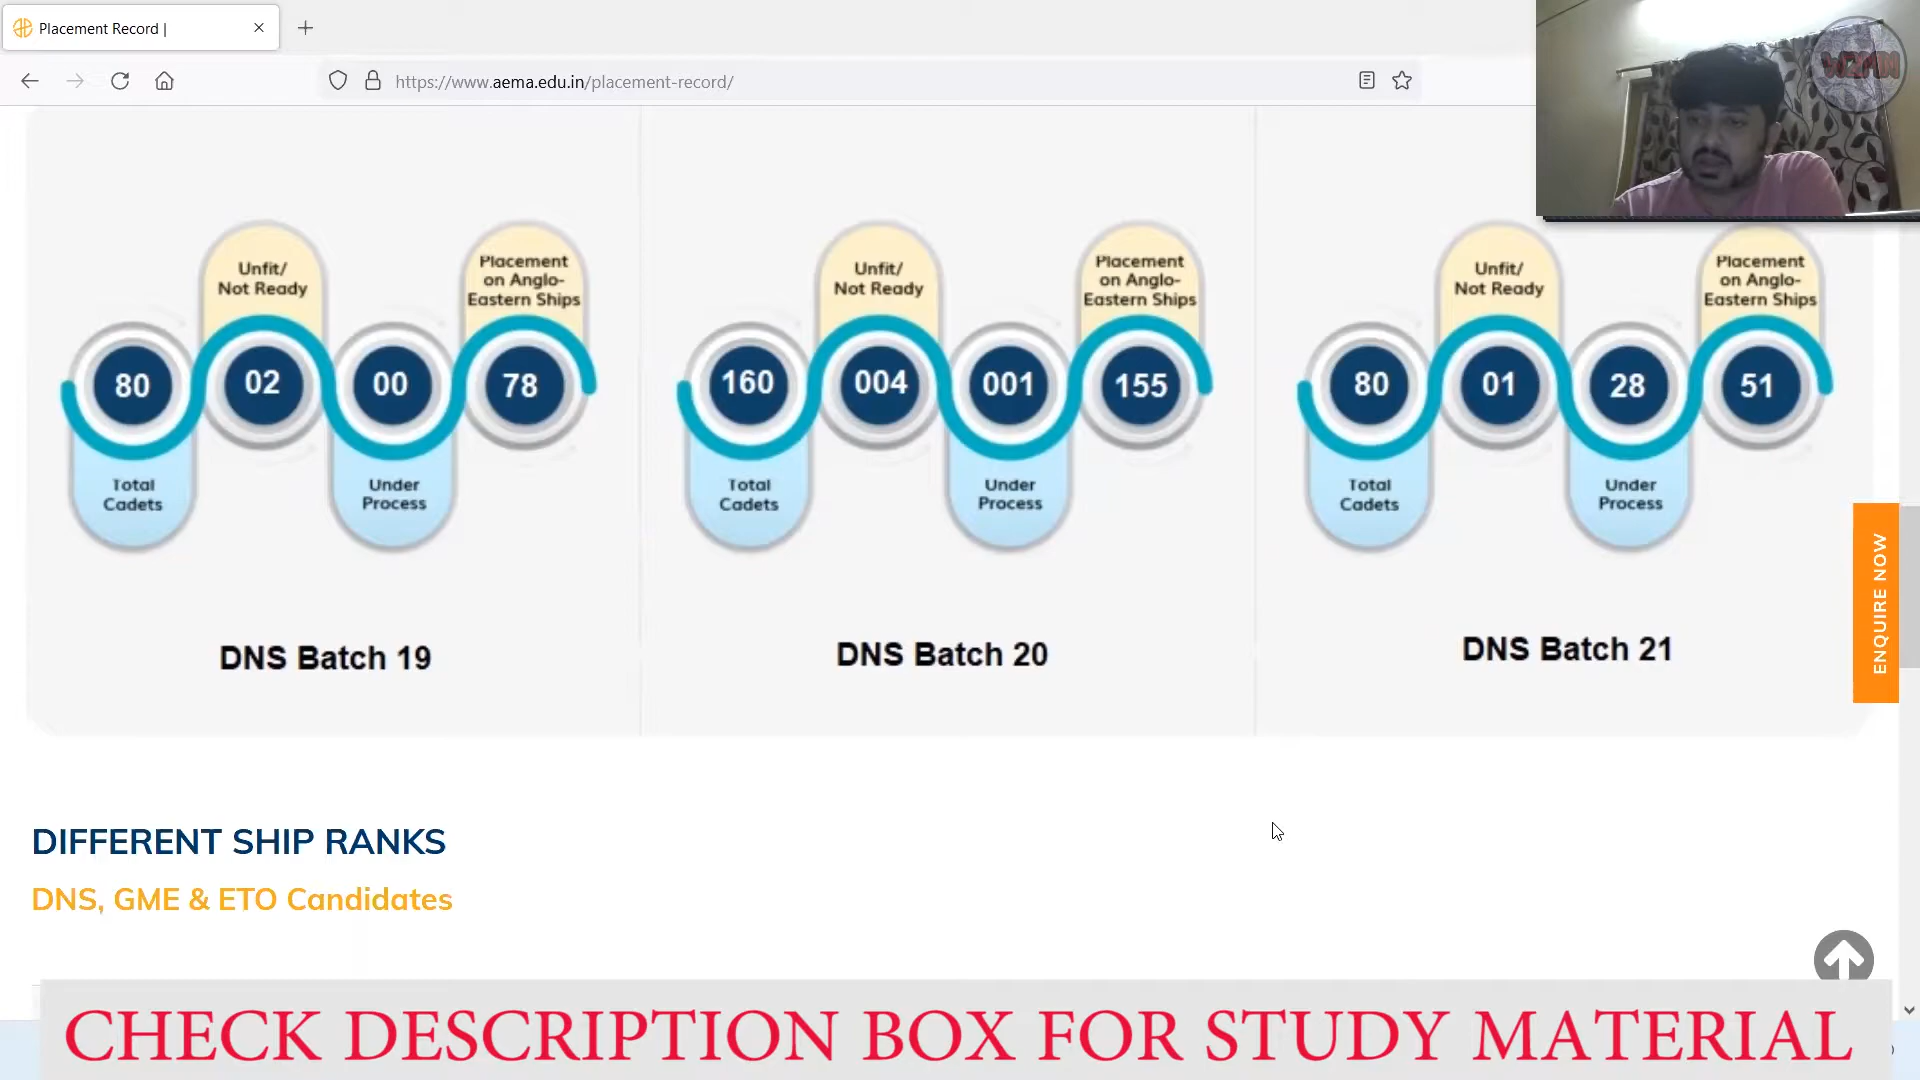 Placement Record |
https://www.aema.edu.in/placement-record/
WIZMIN
Unfit/
Not Ready
Placement
on Anglo-
Eastern Ships
80
02
00
78
Total
Cadets
Under
Process
DNS Batch 19
Unfit/
Not Ready
Placement
on Anglo-
Eastern Ships
160
004
001
155
Total
Cadets
Under
Process
DNS Batch 20
Unfit/
Not Ready
Placement
on Anglo-
Eastern Ships
80
01
28
51
Total
Cadets
Under
Process
DNS Batch 21
ENQUIRE NOW
DIFFERENT SHIP RANKS
DNS, GME & ETO Candidates
CHECK DESCRIPTION BOX FOR STUDY MATERIAL